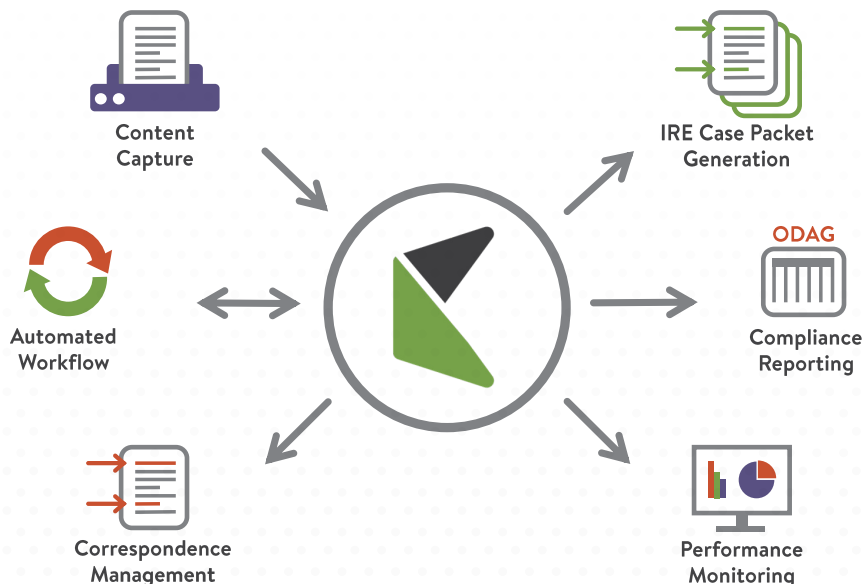 Content
Capture
IRE Case Packet
Generation
Automated
Workflow
ODAG
Compliance
Reporting
Correspondence
Management
Performance
Monitoring